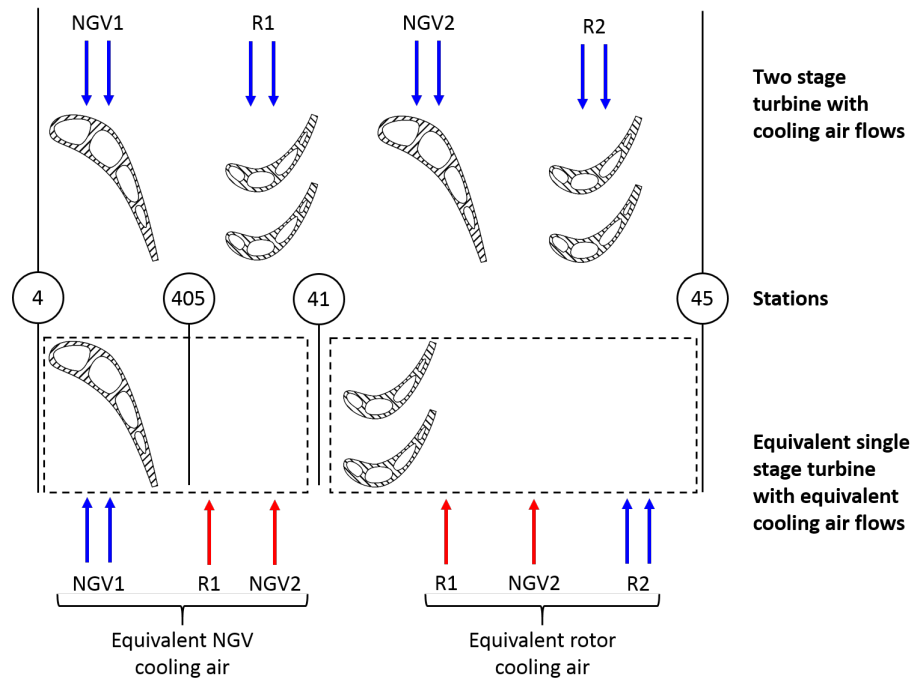 NGV1
R1
NGV2
R2
Two stage
turbine with
cooling air flows
4
405
41
45
Stations
Equivalent single
stage turbine
with equivalent
cooling air flows
NGV1
R1
NGV2
R1
NGV2
R2
Equivalent NGV
cooling air
Equivalent rotor
cooling air